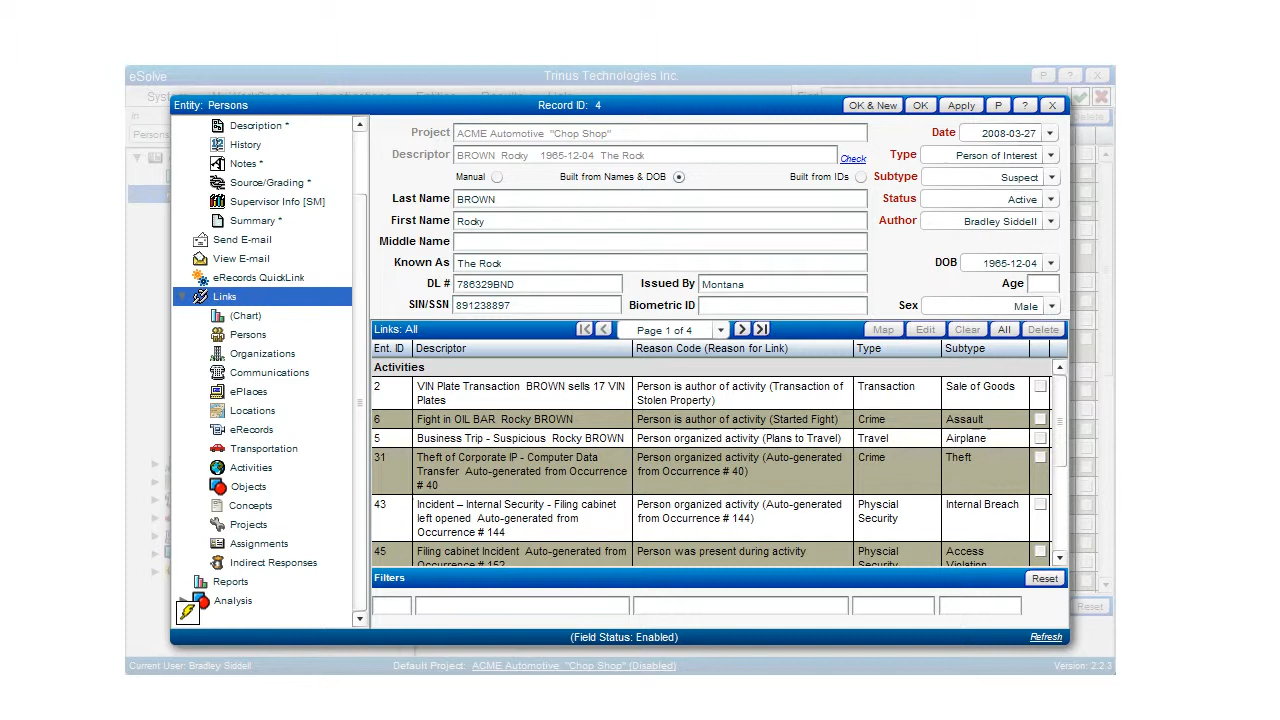 eSolve
Trinus Technologies Inc.
P ? X
Entity: Persons
Record ID: 4
OK & New OK Apply P ? X
in
Persons
Description *
History
Notes *
Source/Grading *
Supervisor Info [SM]
Summary *
Send E-mail
View E-mail
eRecords QuickLink
Links
(Chart)
Persons
Organizations
Communications
ePlaces
Locations
eRecords
Transportation
Activities
Objects
Concepts
Projects
Assignments
Indirect Responses
Reports
Analysis
Project ACME Automotive "Chop Shop" Date 2008-03-27
Descriptor BROWN Rocky 1965-12-04 The Rock Check Type Person of Interest
Manual Built from Names & DOB Built from IDs Subtype Suspect
Last Name BROWN Status Active
First Name Rocky Author Bradley Siddell
Middle Name
Known As The Rock DOB 1965-12-04
DL # 786329BND Issued By Montana Age
SIN/SSN 891238897 Biometric ID Sex Male
Links: All Page 1 of 4 Map Edit Clear All Delete
Ent. ID Descriptor Reason Code (Reason for Link) Type Subtype
Activities
2 VIN Plate Transaction BROWN sells 17 VIN Person is author of activity (Transaction of Transaction Sale of Goods
Plates Stolen Property)
6 Fight in OIL BAR Rocky BROWN Person is author of activity (Started Fight) Crime Assault
5 Business Trip - Suspicious Rocky BROWN Person organized activity (Plans to Travel) Travel Airplane
31 Theft of Corporate IP - Computer Data Person organized activity (Auto-generated Crime Theft
Transfer Auto-generated from Occurrence from Occurrence # 40)
# 40
43 Incident – Internal Security - Filing cabinet Person organized activity (Auto-generated Physcial Internal Breach
left opened Auto-generated from from Occurrence # 144) Security
Occurrence # 144
45 Filing cabinet Incident Auto-generated from Person was present during activity Physcial Access
Occurrence # 152 Security Violation
Filters Reset
Reset
(Field Status: Enabled) Refresh
Current User: Bradley Siddell Default Project: ACME Automotive "Chop Shop" (Disabled) Version: 2.2.3